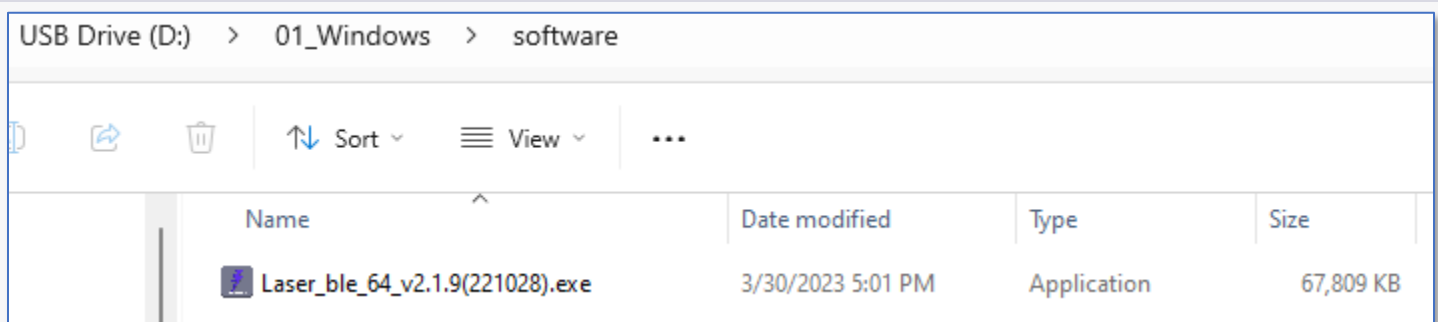 USB Drive (D:) > 01_Windows > software
Sort View
Name Date modified Type Size
Laser_ble_64_v2.1.9(221028).exe 3/30/2023 5:01 PM Application 67,809 KB